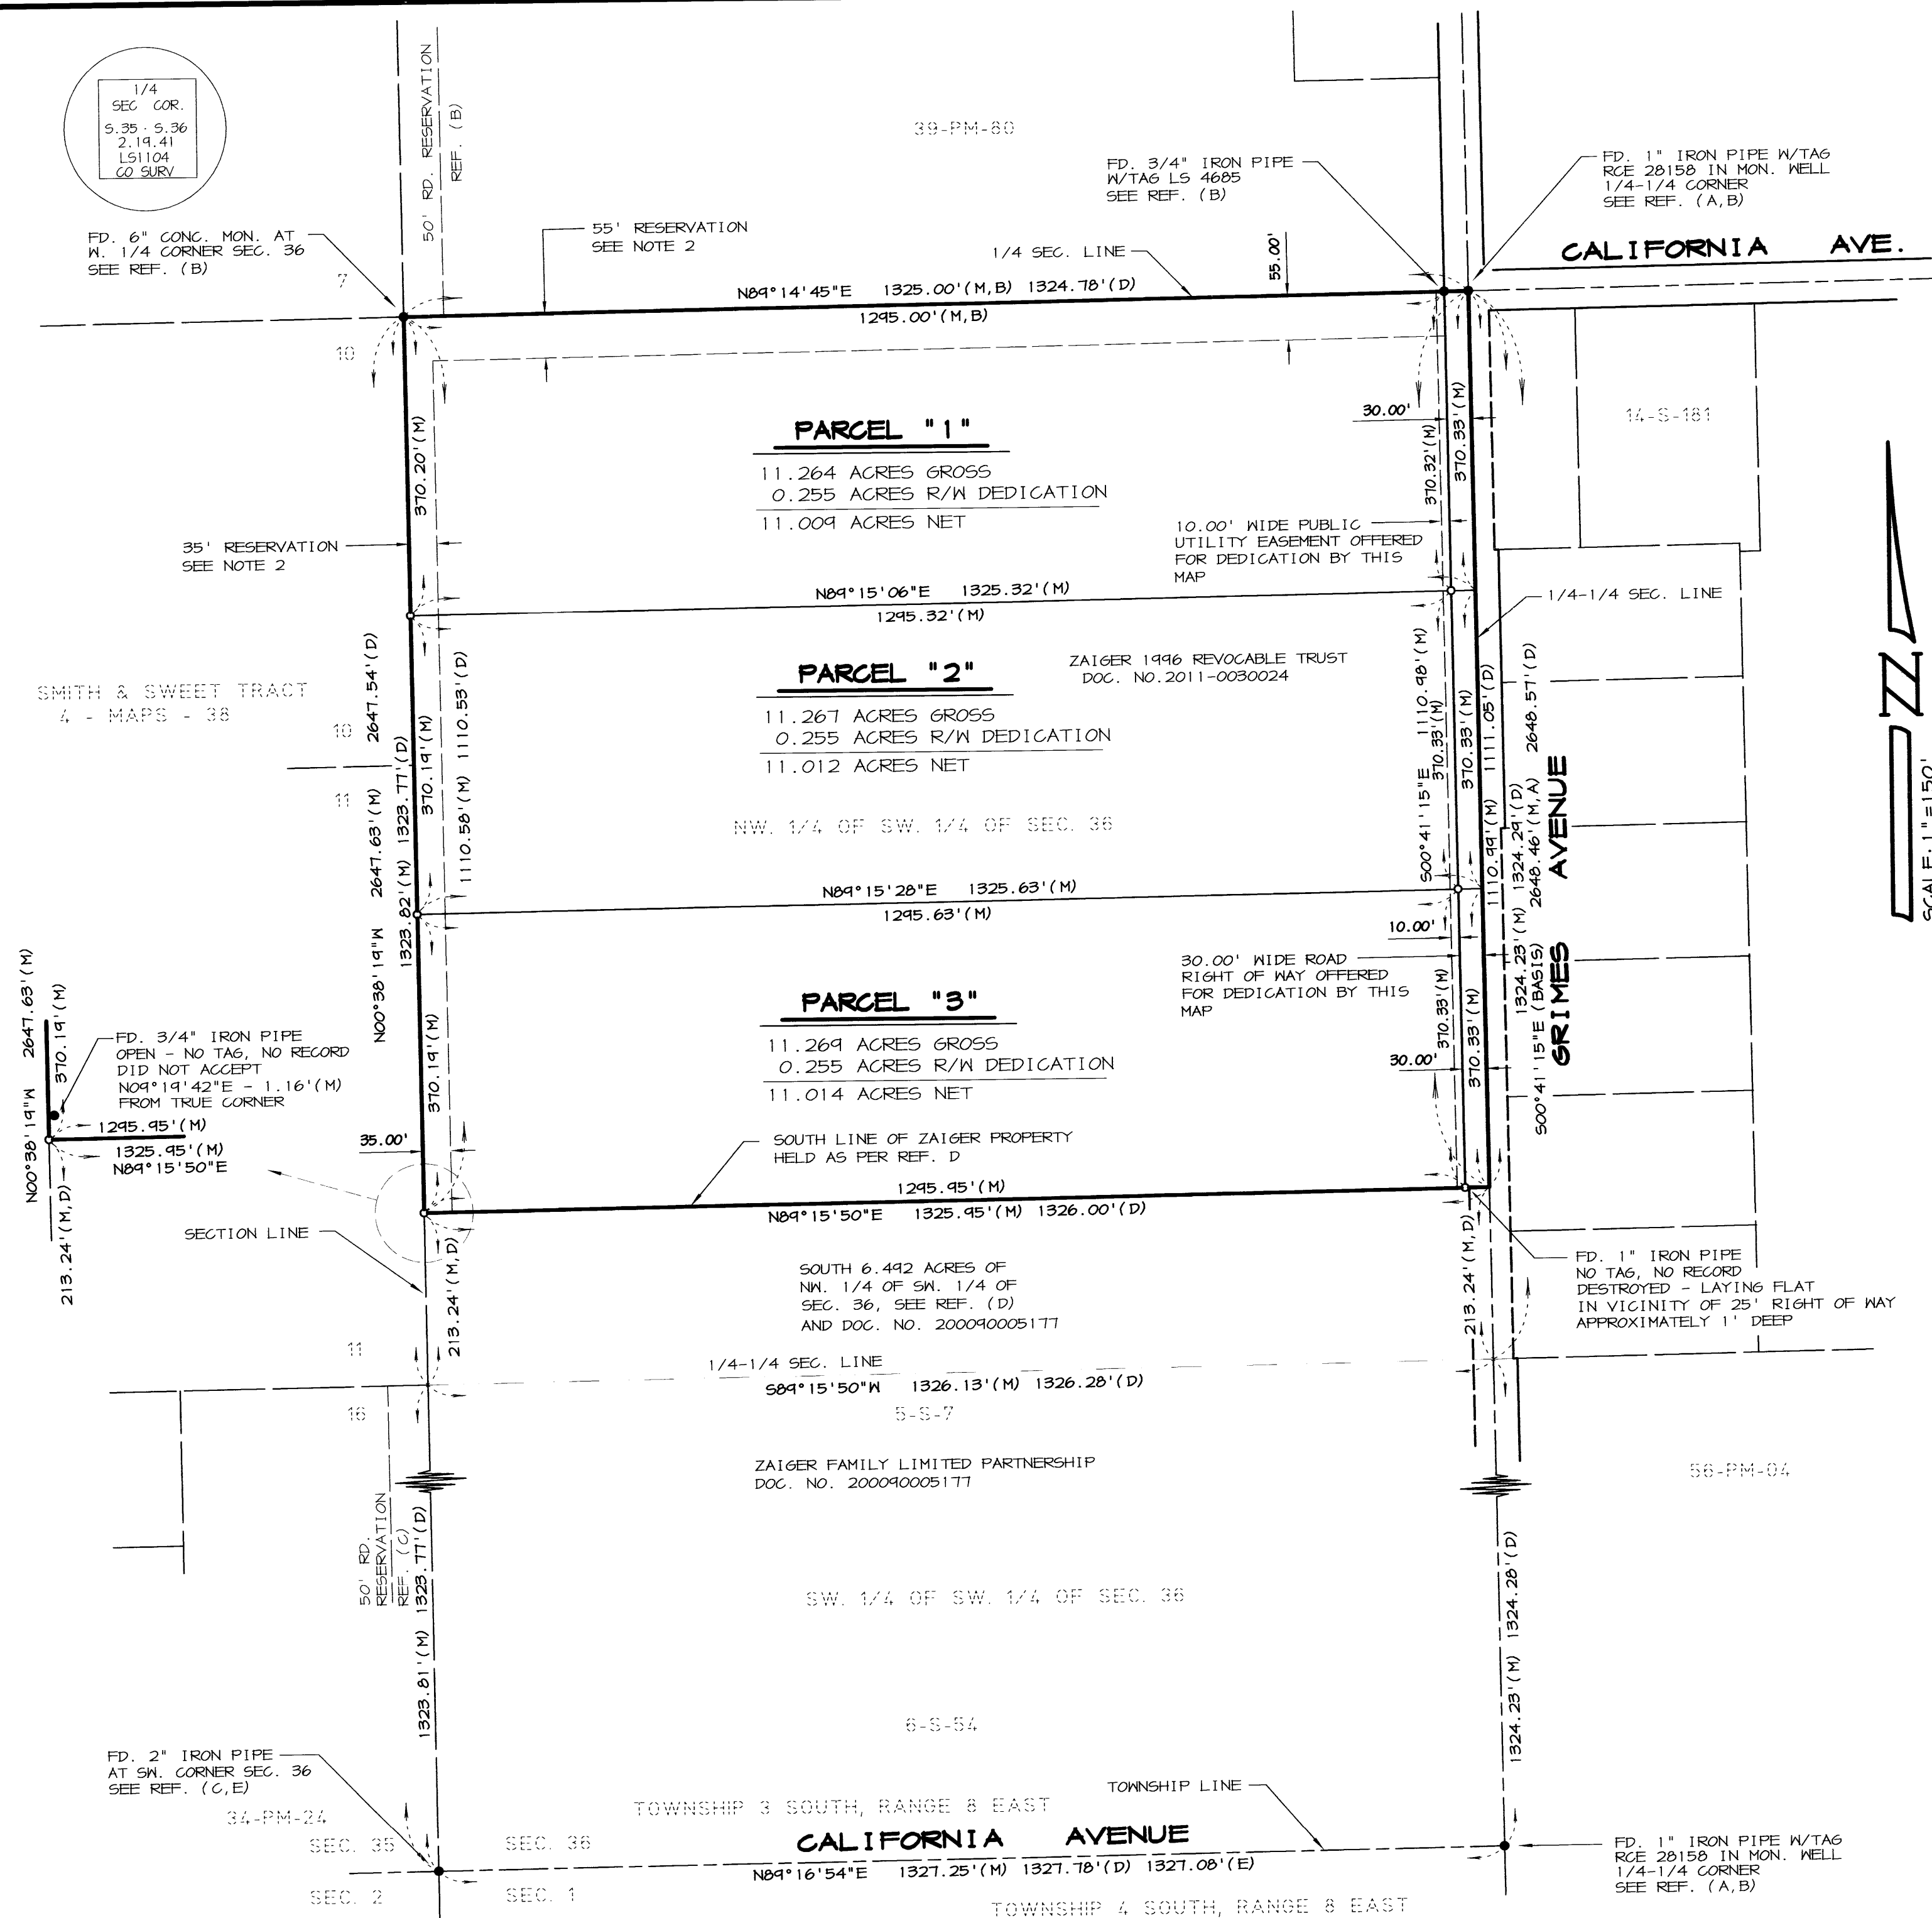 1/4
SEC COR.
S.35 · S.36
2.19.41
LS1104
CO SURV
FD. 6" CONC. MON. AT
W. 1/4 CORNER SEC. 36
SEE REF. (B)
50' RD. RESERVATION
REF. (B)
39-PM-80
55' RESERVATION
SEE NOTE 2
1/4 SEC. LINE
55.00'
FD. 3/4" IRON PIPE
W/TAG LS 4685
SEE REF. (B)
FD. 1" IRON PIPE W/TAG
RCE 28158 IN MON. WELL
1/4-1/4 CORNER
SEE REF. (A,B)
CALIFORNIA AVE.
7
10
N89°14'45"E 1325.00'(M,B) 1324.78'(D)
1295.00'(M,B)
PARCEL "1"
11.264 ACRES GROSS
0.255 ACRES R/W DEDICATION
11.009 ACRES NET
370.20'(M)
35' RESERVATION
SEE NOTE 2
30.00'
370.32'(M)
370.33'(M)
14-S-181
10.00' WIDE PUBLIC
UTILITY EASEMENT OFFERED
FOR DEDICATION BY THIS
MAP
1/4-1/4 SEC. LINE
N89°15'06"E 1325.32'(M)
1295.32'(M)
SMITH & SWEET TRACT
4 - MAPS - 38
10
11
PARCEL "2"
ZAIGER 1996 REVOCABLE TRUST
DOC. NO.2011-0030024
11.267 ACRES GROSS
0.255 ACRES R/W DEDICATION
11.012 ACRES NET
NW. 1/4 OF SW. 1/4 OF SEC. 36
N00°38'19"W 2647.63'(M) 2647.54'(D)
1323.82'(M) 1323.77'(D)
370.19'(M)
1110.58'(M) 1110.53'(D)
S00°41'15"E 1110.98'(M)
370.33'(M)
370.33'(M)
1110.99'(M) 1111.05'(D)
1324.23'(M) 1324.29'(D)
S00°41'15"E (BASIS) 2648.46'(M,A) 2648.57'(D)
GRIMES AVENUE
SCALE: 1"=150'
N89°15'28"E 1325.63'(M)
1295.63'(M)
10.00'
30.00' WIDE ROAD
RIGHT OF WAY OFFERED
FOR DEDICATION BY THIS
MAP
PARCEL "3"
11.269 ACRES GROSS
0.255 ACRES R/W DEDICATION
11.014 ACRES NET
370.19'(M)
30.00'
370.33'(M)
370.33'(M)
N00°38'19"W 2647.63'(M)
370.19'(M)
FD. 3/4" IRON PIPE
OPEN - NO TAG, NO RECORD
DID NOT ACCEPT
N09°19'42"E - 1.16'(M)
FROM TRUE CORNER
1295.95'(M)
1325.95'(M)
N89°15'50"E
213.24'(M,D)
35.00'
SOUTH LINE OF ZAIGER PROPERTY
HELD AS PER REF. D
1295.95'(M)
N89°15'50"E 1325.95'(M) 1326.00'(D)
SECTION LINE
213.24'(M,D)
SOUTH 6.492 ACRES OF
NW. 1/4 OF SW. 1/4 OF
SEC. 36, SEE REF. (D)
AND DOC. NO. 200090005177
213.24'(M,D)
FD. 1" IRON PIPE
NO TAG, NO RECORD
DESTROYED - LAYING FLAT
IN VICINITY OF 25' RIGHT OF WAY
APPROXIMATELY 1' DEEP
11
16
1/4-1/4 SEC. LINE
S89°15'50"W 1326.13'(M) 1326.28'(D)
5-S-7
ZAIGER FAMILY LIMITED PARTNERSHIP
DOC. NO. 200090005177
56-PM-04
50' RD.
RESERVATION
REF. (C)
1323.81'(M) 1323.77'(D)
SW. 1/4 OF SW. 1/4 OF SEC. 36
1324.23'(M) 1324.28'(D)
6-S-54
FD. 2" IRON PIPE
AT SW. CORNER SEC. 36
SEE REF. (C,E)
34-PM-24
TOWNSHIP LINE
TOWNSHIP 3 SOUTH, RANGE 8 EAST
SEC. 35
SEC. 36
CALIFORNIA AVENUE
N89°16'54"E 1327.25'(M) 1327.78'(D) 1327.08'(E)
FD. 1" IRON PIPE W/TAG
RCE 28158 IN MON. WELL
1/4-1/4 CORNER
SEE REF. (A,B)
SEC. 2
SEC. 1
TOWNSHIP 4 SOUTH, RANGE 8 EAST